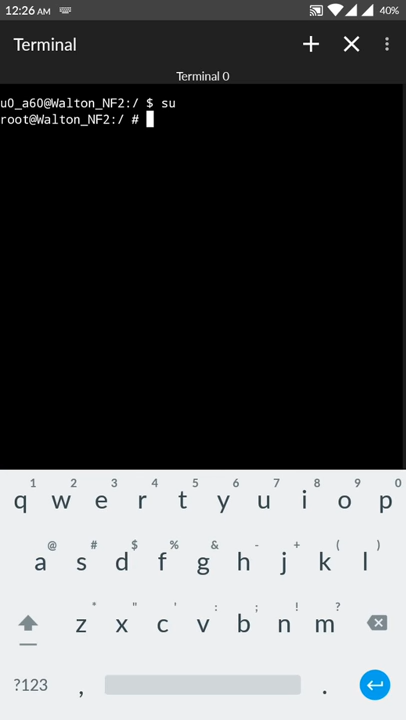 12:26 AM 40%
Terminal + × ⋮
Terminal 0
u0_a60@Walton_NF2:/ $ su
root@Walton_NF2:/ #
1 2 3 4 5 6 7 8 9 0
q w e r t y u i o p
@ # $ % & - + ( )
a s d f g h j k l
* " ' : ; ! ?
z x c v b n m
?123 , .